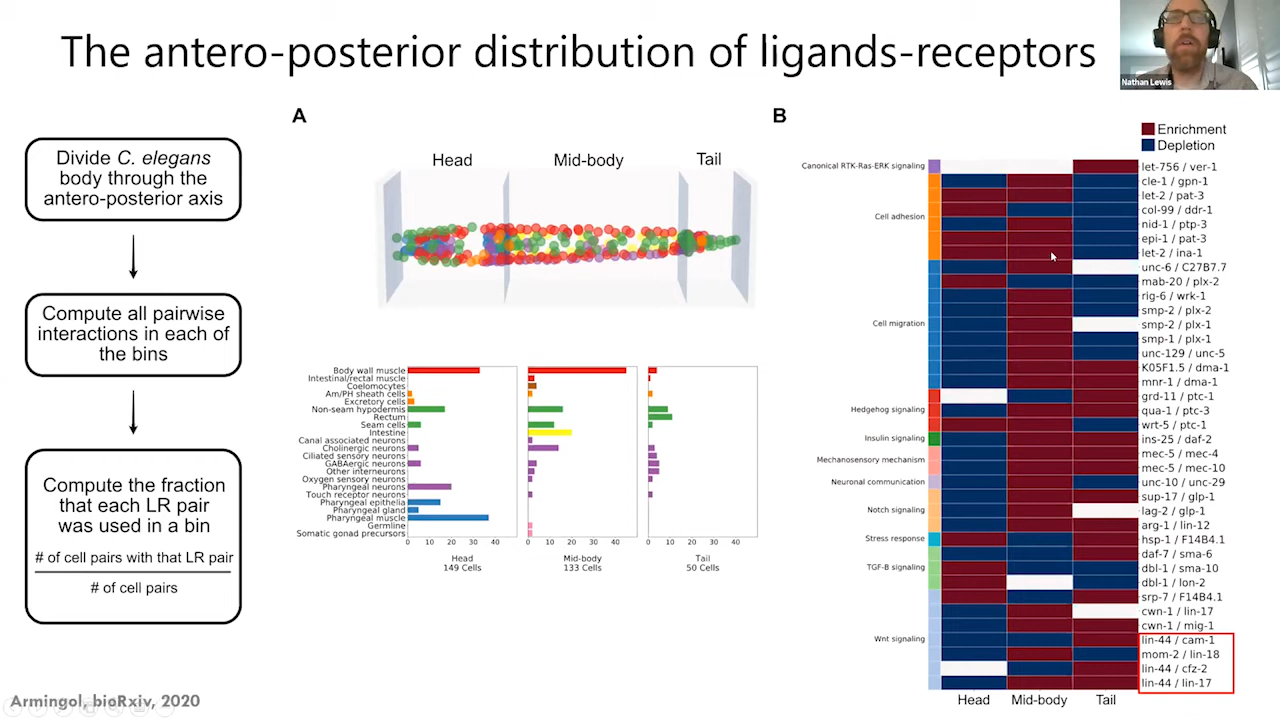 The antero-posterior distribution of ligands-receptors
Nathan Lewis
Divide C. elegans
body through the
antero-posterior axis
Compute all pairwise
interactions in each of
the bins
Compute the fraction
that each LR pair
was used in a bin
# of cell pairs with that LR pair
# of cell pairs
A
Head
Mid-body
Tail
Body wall muscle
Intestinal/rectal muscle
Coelomocytes
Am/PH sheath cells
Excretory cells
Non-seam hypodermis
Rectum
Seam cells
Intestine
Canal associated neurons
Cholinergic neurons
Ciliated sensory neurons
GABAergic neurons
Other interneurons
Oxygen sensory neurons
Pharyngeal neurons
Touch receptor neurons
Pharyngeal epithelia
Pharyngeal gland
Pharyngeal muscle
Germline
Somatic gonad precursors
0 10 20 30 40
0 10 20 30 40
0 10 20 30 40
Head
149 Cells
Mid-body
133 Cells
Tail
50 Cells
B
Enrichment
Depletion
Canonical RTK-Ras-ERK signaling
Cell adhesion
Cell migration
Hedgehog signaling
Insulin signaling
Mechanosensory mechanism
Neuronal communication
Notch signaling
Stress response
TGF-B signaling
Wnt signaling
let-756 / ver-1
cle-1 / gpn-1
let-2 / pat-3
col-99 / ddr-1
nid-1 / ptp-3
epi-1 / pat-3
let-2 / ina-1
unc-6 / C27B7.7
mab-20 / plx-2
rig-6 / wrk-1
smp-2 / plx-2
smp-2 / plx-1
smp-1 / plx-1
unc-129 / unc-5
K05F1.5 / dma-1
mnr-1 / dma-1
grd-11 / ptc-1
qua-1 / ptc-3
wrt-5 / ptc-1
ins-25 / daf-2
mec-5 / mec-4
mec-5 / mec-10
unc-10 / unc-29
sup-17 / glp-1
lag-2 / glp-1
arg-1 / lin-12
hsp-1 / F14B4.1
daf-7 / sma-6
dbl-1 / sma-10
dbl-1 / lon-2
srp-7 / F14B4.1
cwn-1 / lin-17
cwn-1 / mig-1
lin-44 / cam-1
mom-2 / lin-18
lin-44 / cfz-2
lin-44 / lin-17
Head
Mid-body
Tail
Armingol, bioRxiv, 2020